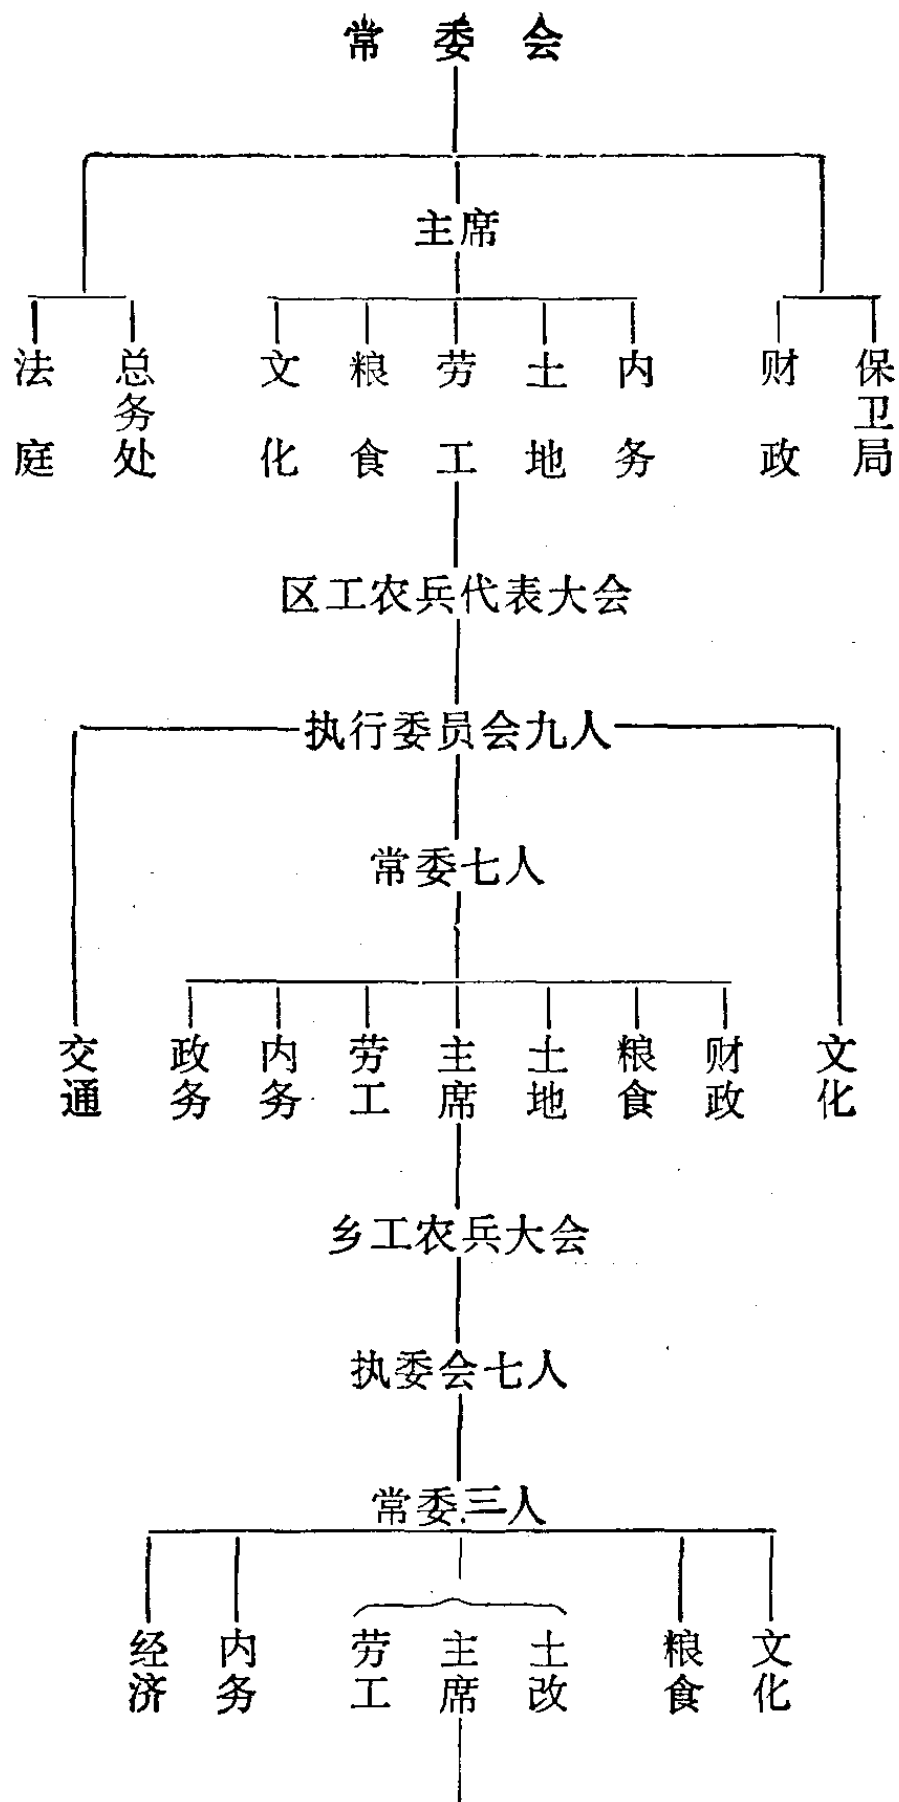 常委会
主席
法庭 总务处 文化 粮食 劳工 土地 内务 财政 保卫局
区工农兵代表大会
执行委员会九人
常委七人
交通 政务 内务 劳工 主席 土地 粮食 财政 文化
乡工农兵大会
执委会七人
常委三人
经济 内务 劳工 主席 土改 粮食 文化